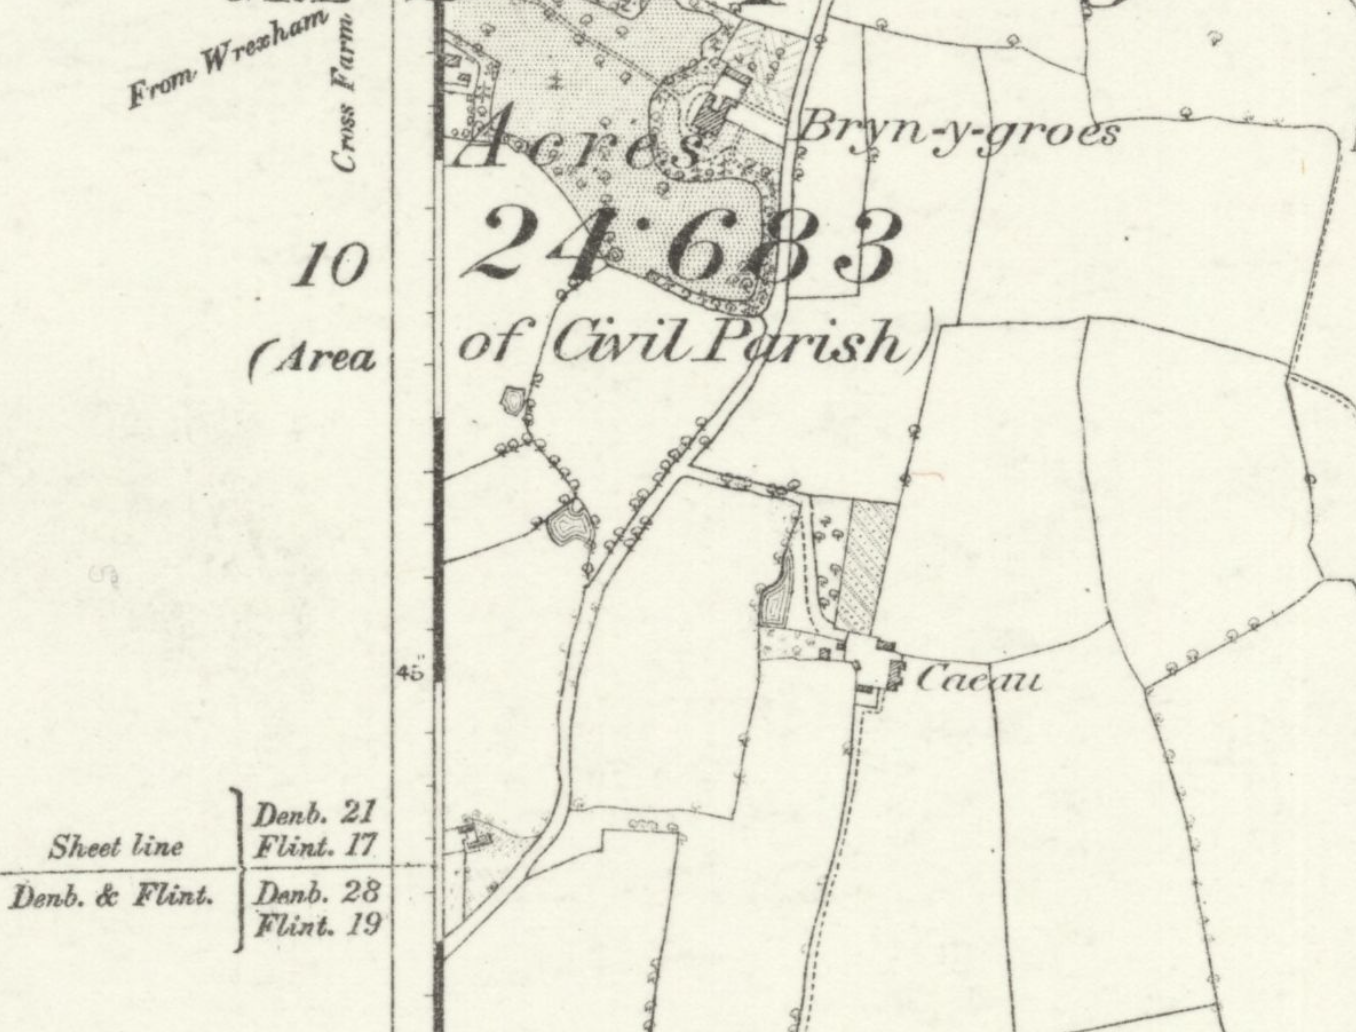 From Wrexham
Cross Farm
Acres
Bryn-y-groes
24·683
10
(Area of Civil Parish)
45"
Caeau
Sheet line
Denb. & Flint.
Denb. 21
Flint. 17
Denb. 28
Flint. 19